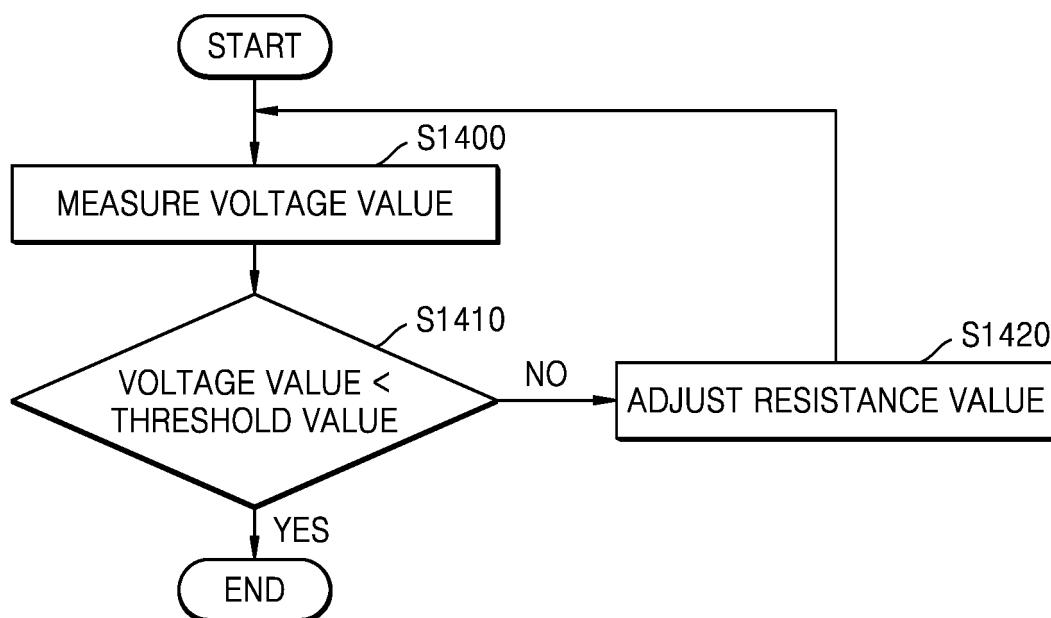 START
S1400
MEASURE VOLTAGE VALUE
S1410
VOLTAGE VALUE <
THRESHOLD VALUE
NO
S1420
ADJUST RESISTANCE VALUE
YES
END